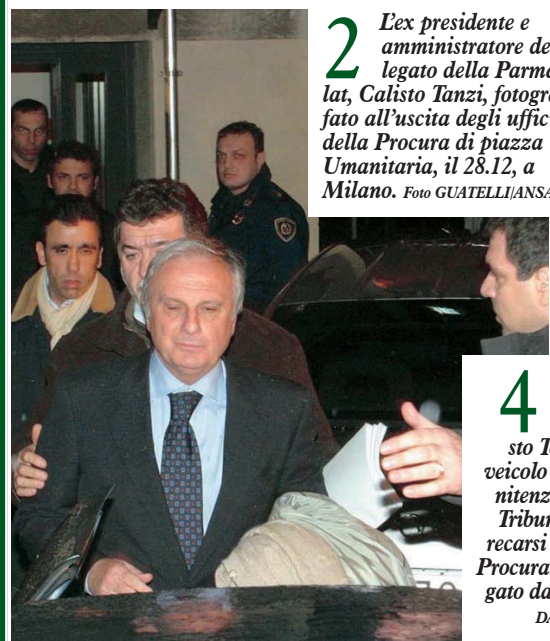 2 L'ex presidente e
amministratore de
legato della Parma
lat, Calisto Tanzi, fotogra
fato all'uscita degli uffici
della Procura di piazza
Umanitaria, il 28.12, a
Milano. Foto GUATELLI/ANSA
4
sto T
veicolo
nitenz
Tribun
recarsi
Procura
gato da
DA